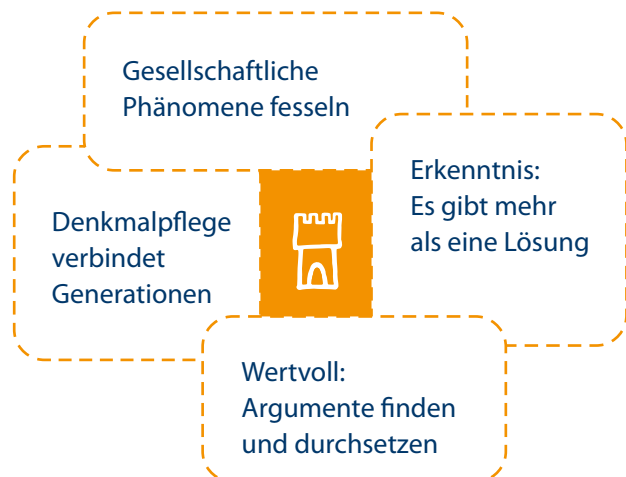 Gesellschaftliche
Phänomene fesseln
Erkenntnis:
Es gibt mehr
als eine Lösung
Denkmalpflege
verbindet
Generationen
Wertvoll:
Argumente finden
und durchsetzen